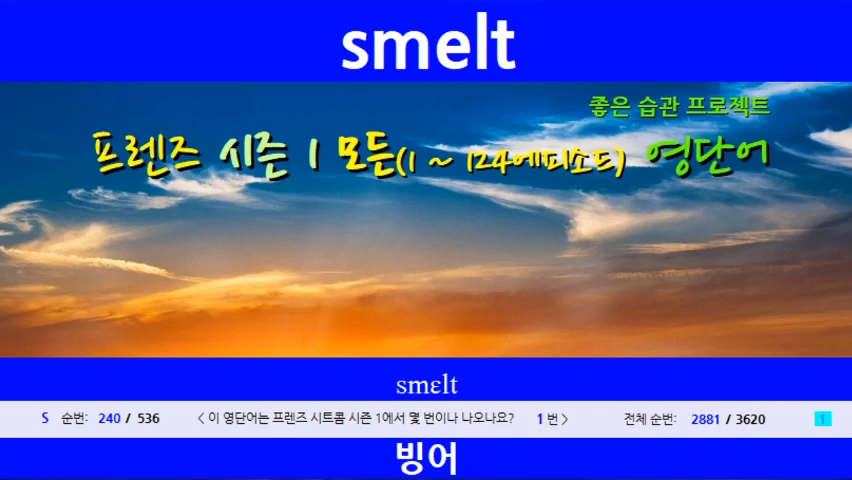 smelt
좋은 습관 프로젝트
프렌즈 시즌 1 모든(1 ~ 124에피소드) 영단어
smɛlt
S 순번: 240 / 536 < 이 영단어는 프렌즈 시트콤 시즌 1에서 몇 번이나 나오나요? 1 번 > 전체 순번: 2881 / 3620 1
빙어